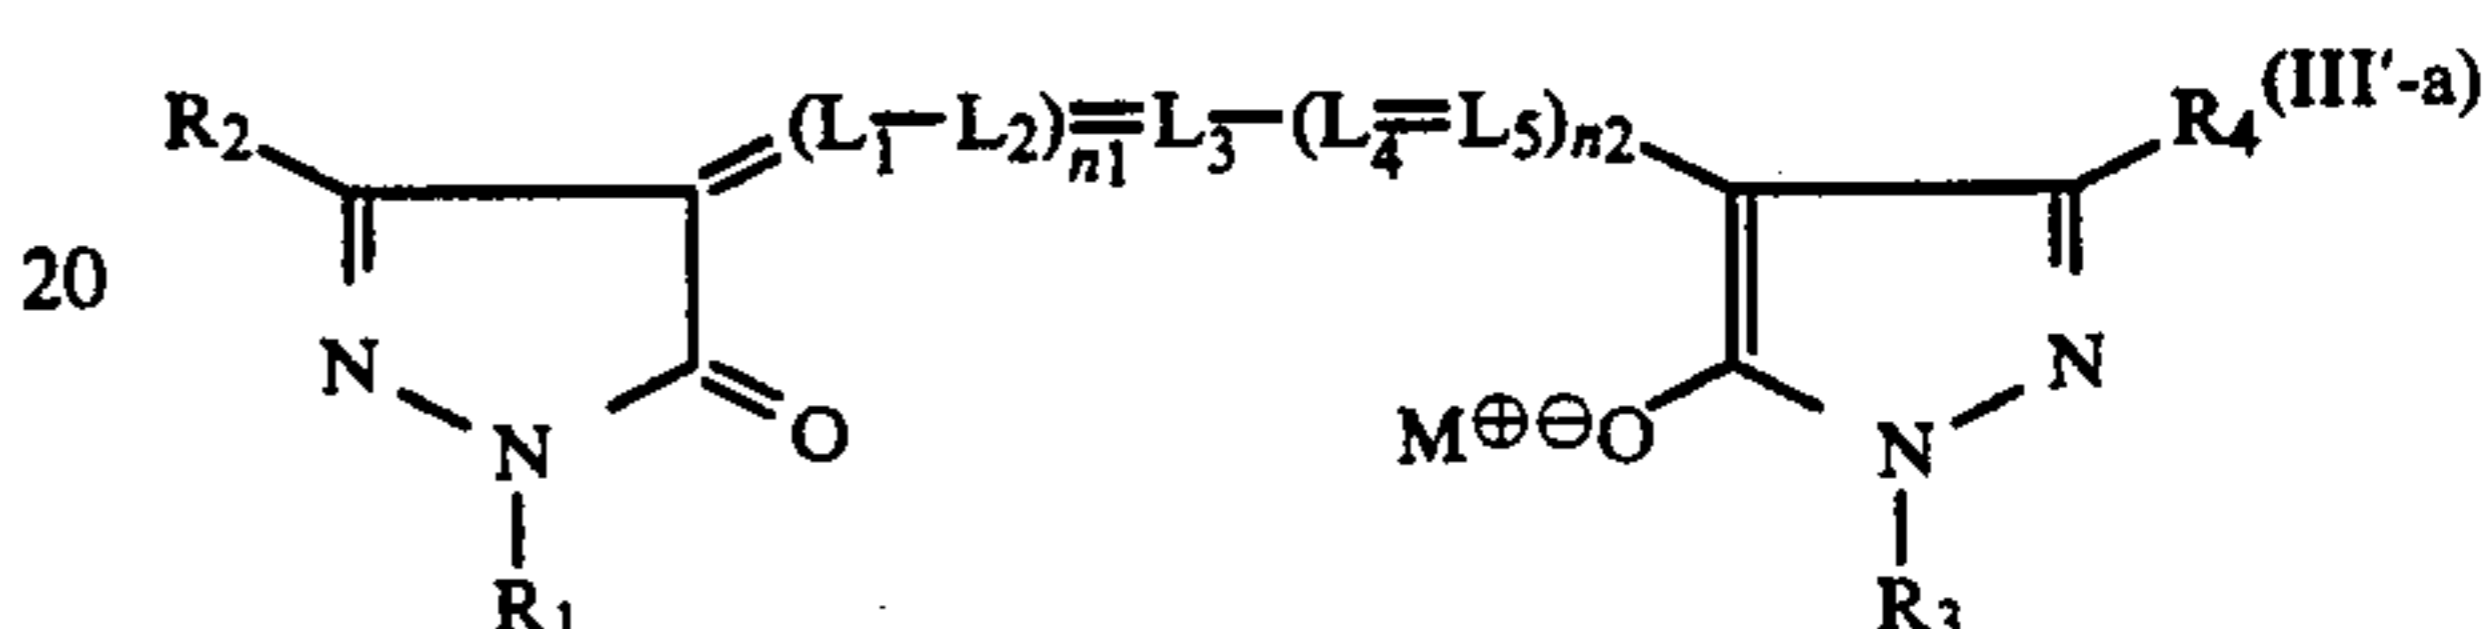 R2 (L1—L2)n1=L3—(L4=L5)n2 R4 (III'-a)
20
N N
O M⊕⊖O
N N
R1 R3